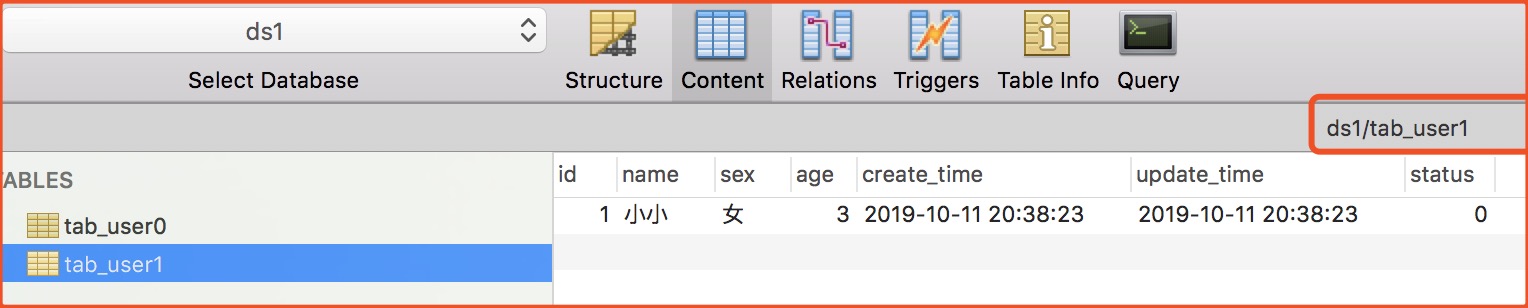 ds1
Select Database
Structure Content Relations Triggers Table Info Query
ds1/tab_user1
ABLES
tab_user0
tab_user1
id name sex age create_time update_time status
1 小小 女 3 2019-10-11 20:38:23 2019-10-11 20:38:23 0